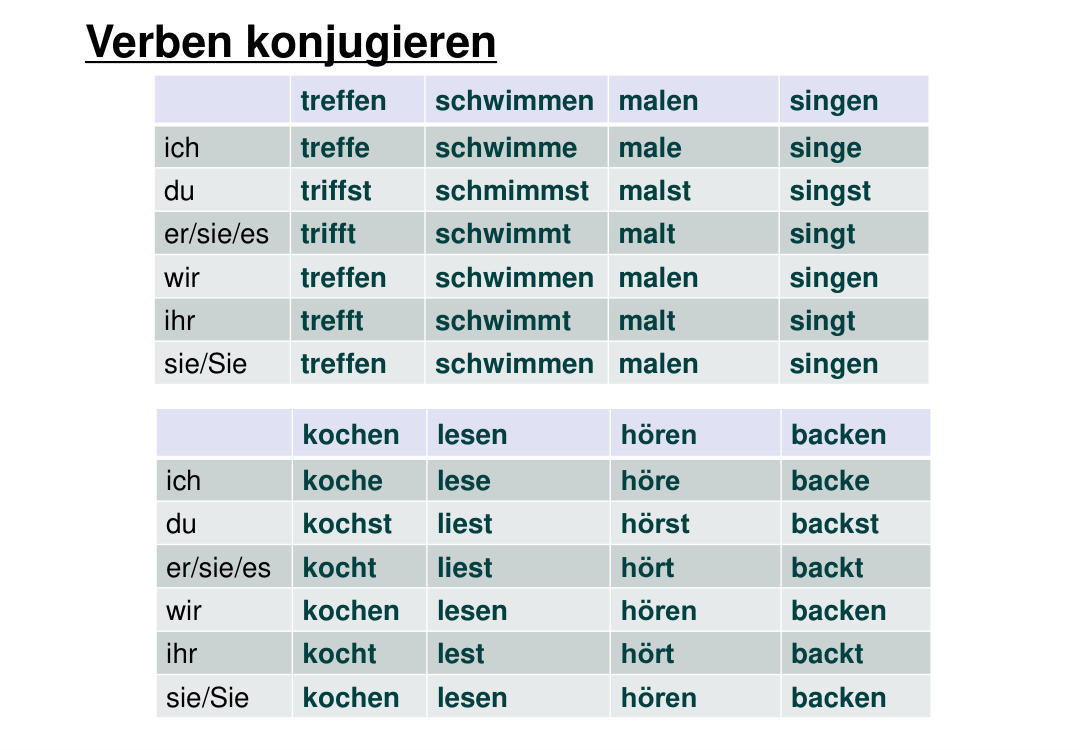 Verben konjugieren
treffen schwimmen malen singen
ich treffe schwimme male singe
du triffst schmimmst malst singst
er/sie/es trifft schwimmt malt singt
wir treffen schwimmen malen singen
ihr trefft schwimmt malt singt
sie/Sie treffen schwimmen malen singen
kochen lesen hören backen
ich koche lese höre backe
du kochst liest hörst backst
er/sie/es kocht liest hört backt
wir kochen lesen hören backen
ihr kocht lest hört backt
sie/Sie kochen lesen hören backen